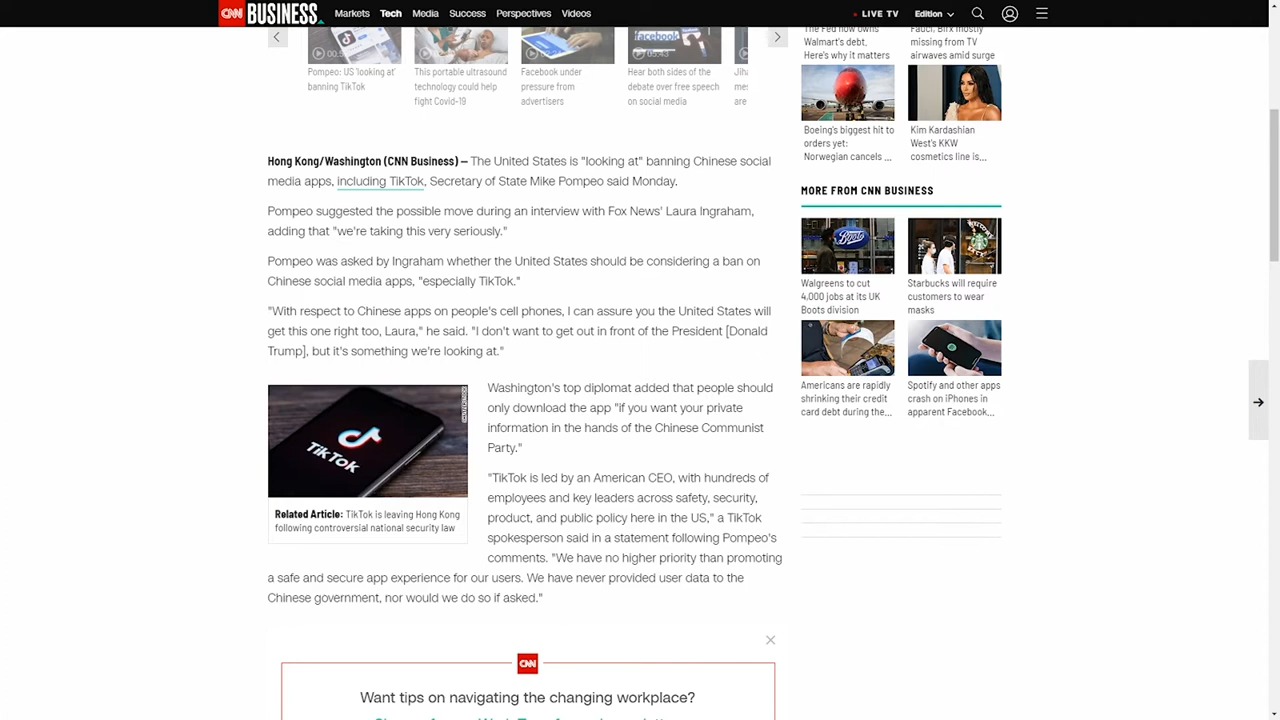 CNN BUSINESS Markets Tech Media Success Perspectives Videos LIVE TV Edition
Pompeo: US 'looking at'
banning TikTok
This portable ultrasound
technology could help
fight Covid-19
Facebook under
pressure from
advertisers
Hear both sides of the
debate over free speech
on social media
are
The Fed now owns
Walmart's debt.
Here's why it matters
Fauci, Birx mostly
missing from TV
airwaves amid surge
Boeing's biggest hit to
orders yet:
Norwegian cancels ...
Kim Kardashian
West's KKW
cosmetics line is...
Hong Kong/Washington (CNN Business) — The United States is "looking at" banning Chinese social
media apps, including TikTok, Secretary of State Mike Pompeo said Monday.
Pompeo suggested the possible move during an interview with Fox News' Laura Ingraham,
adding that "we're taking this very seriously."
Pompeo was asked by Ingraham whether the United States should be considering a ban on
Chinese social media apps, "especially TikTok."
"With respect to Chinese apps on people's cell phones, I can assure you the United States will
get this one right too, Laura," he said. "I don't want to get out in front of the President [Donald
Trump], but it's something we're looking at."
TikTok
Related Article: TikTok is leaving Hong Kong
following controversial national security law
Washington's top diplomat added that people should
only download the app "if you want your private
information in the hands of the Chinese Communist
Party."
"TikTok is led by an American CEO, with hundreds of
employees and key leaders across safety, security,
product, and public policy here in the US," a TikTok
spokesperson said in a statement following Pompeo's
comments. "We have no higher priority than promoting
a safe and secure app experience for our users. We have never provided user data to the
Chinese government, nor would we do so if asked."
MORE FROM CNN BUSINESS
Boots
Walgreens to cut
4,000 jobs at its UK
Boots division
Starbucks will require
customers to wear
masks
Americans are rapidly
shrinking their credit
card debt during the...
Spotify and other apps
crash on iPhones in
apparent Facebook...
CNN
Want tips on navigating the changing workplace?